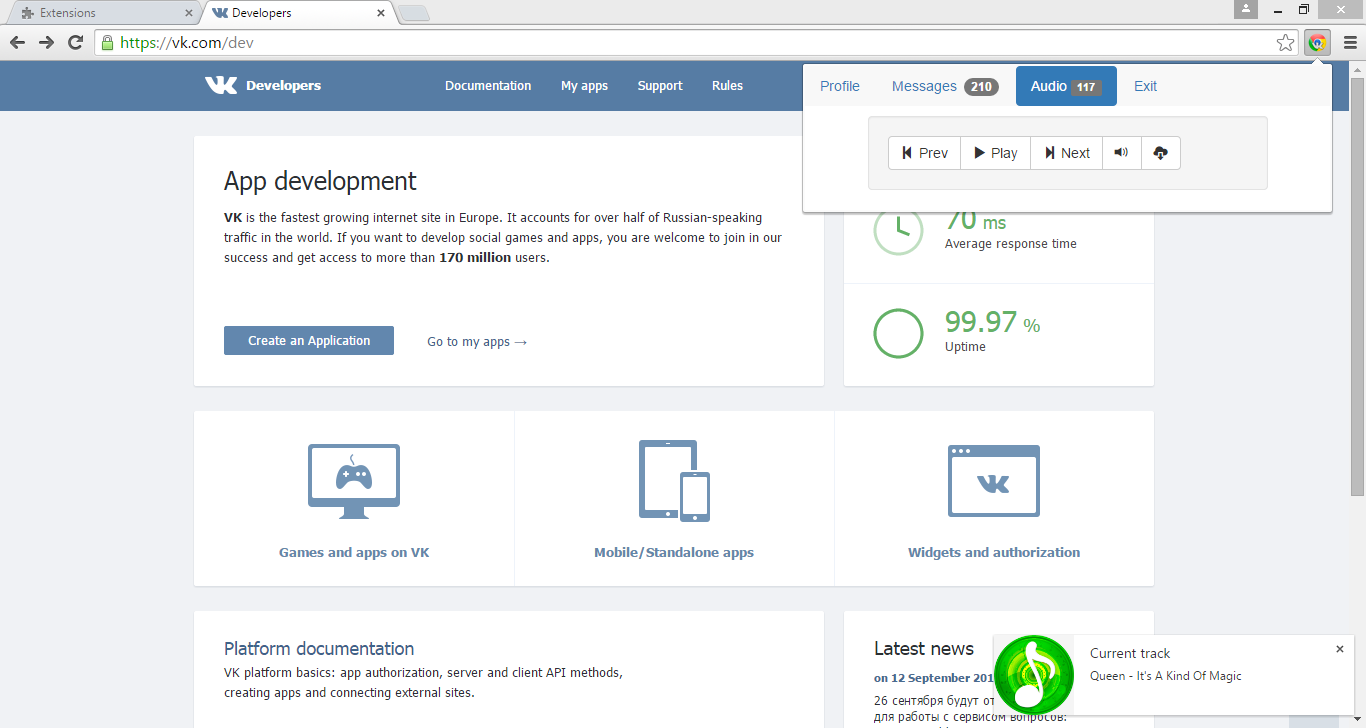 Extensions
Developers
https://vk.com/dev
Developers
Documentation
My apps
Support
Rules
Profile
Messages 210
Audio 117
Exit
Prev
Play
Next
App development
VK is the fastest growing internet site in Europe. It accounts for over half of Russian-speaking
traffic in the world. If you want to develop social games and apps, you are welcome to join in our
success and get access to more than 170 million users.
Create an Application
Go to my apps →
70 ms
Average response time
99.97 %
Uptime
Games and apps on VK
Mobile/Standalone apps
Widgets and authorization
Platform documentation
VK platform basics: app authorization, server and client API methods,
creating apps and connecting external sites.
Latest news
on 12 September 201
26 сентября будут от
для работы с сервисом вопросов:
Current track
Queen - It's A Kind Of Magic